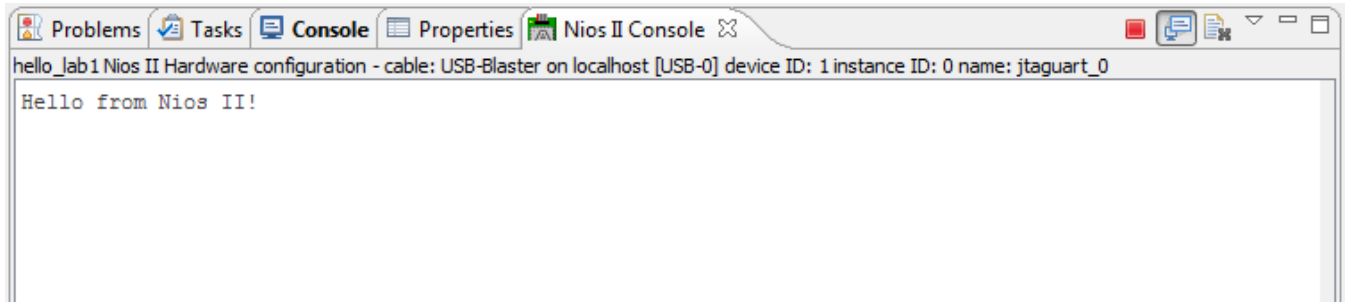 Problems Tasks Console Properties Nios II Console
hello_lab1 Nios II Hardware configuration - cable: USB-Blaster on localhost [USB-0] device ID: 1 instance ID: 0 name: jtaguart_0
Hello from Nios II!